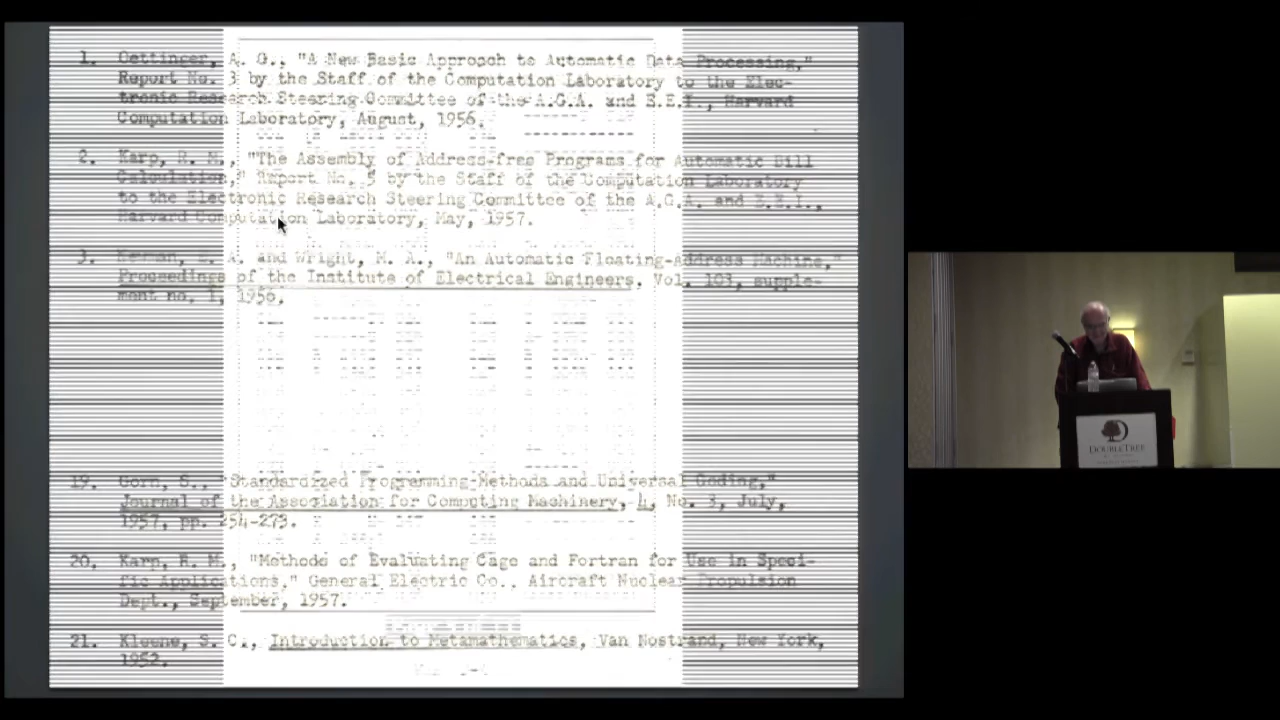 1. Oettinger, A. G., "A New Basic Approach to Automatic Data Processing,"
Report No. 3 by the Staff of the Computation Laboratory to the Elec-
tronic Research Steering Committee of the A.G.A. and E.E.I., Harvard
Computation Laboratory, August, 1956.
2. Karp, R. M., "The Assembly of Address-free Programs for Automatic Bill
Calculation," Report No. 5 by the Staff of the Computation Laboratory
to the Electronic Research Steering Committee of the A.G.A. and E.E.I.,
Harvard Computation Laboratory, May, 1957.
3. A. and Wright, M. A., "An Automatic Floating-Address Machine,"
Proceedings of the Institute of Electrical Engineers, Vol. 103, supple-
ment no. 1, 1956.
19. Gorn, S., "Standardized Programming Methods and Universal Coding,"
Journal of the Association for Computing Machinery, 4, No. 3, July,
1957, pp. 254-273.
20. Karp, R. M., "Methods of Evaluating Cage and Fortran for Use in Speci-
fic Applications," General Electric Co., Aircraft Nuclear Propulsion
Dept., September, 1957.
21. Kleene, S. C., Introduction to Metamathematics, Van Nostrand, New York,
1952.
DOUBLETREE